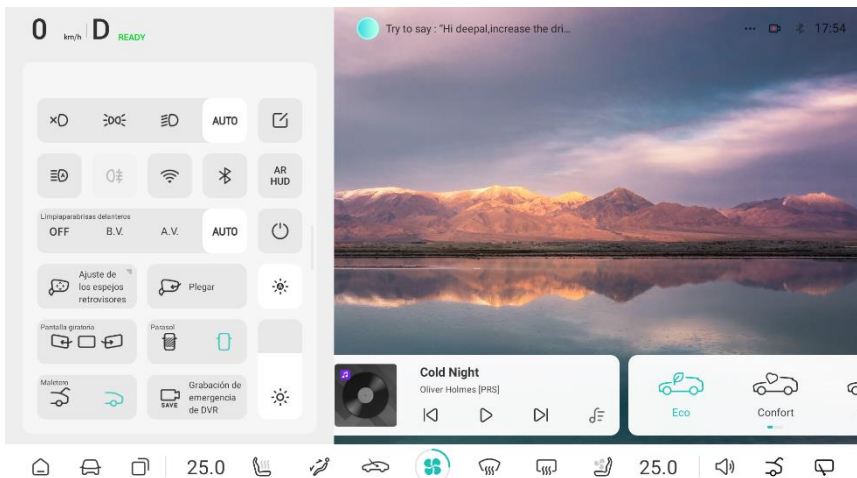 0 km/h D READY
Try to say : "Hi deepal,increase the dri...
17:54
AUTO
AR
HUD
Limpiaparabrisas delanteros
OFF B.V. A.V. AUTO
Ajuste de
los espejos
retrovisores
Plegar
Pantalla giratoria
Parasol
Maletero
SAVE
Grabación de
emergencia
de DVR
Cold Night
Oliver Holmes [PRS]
Eco
Confort
25.0
25.0